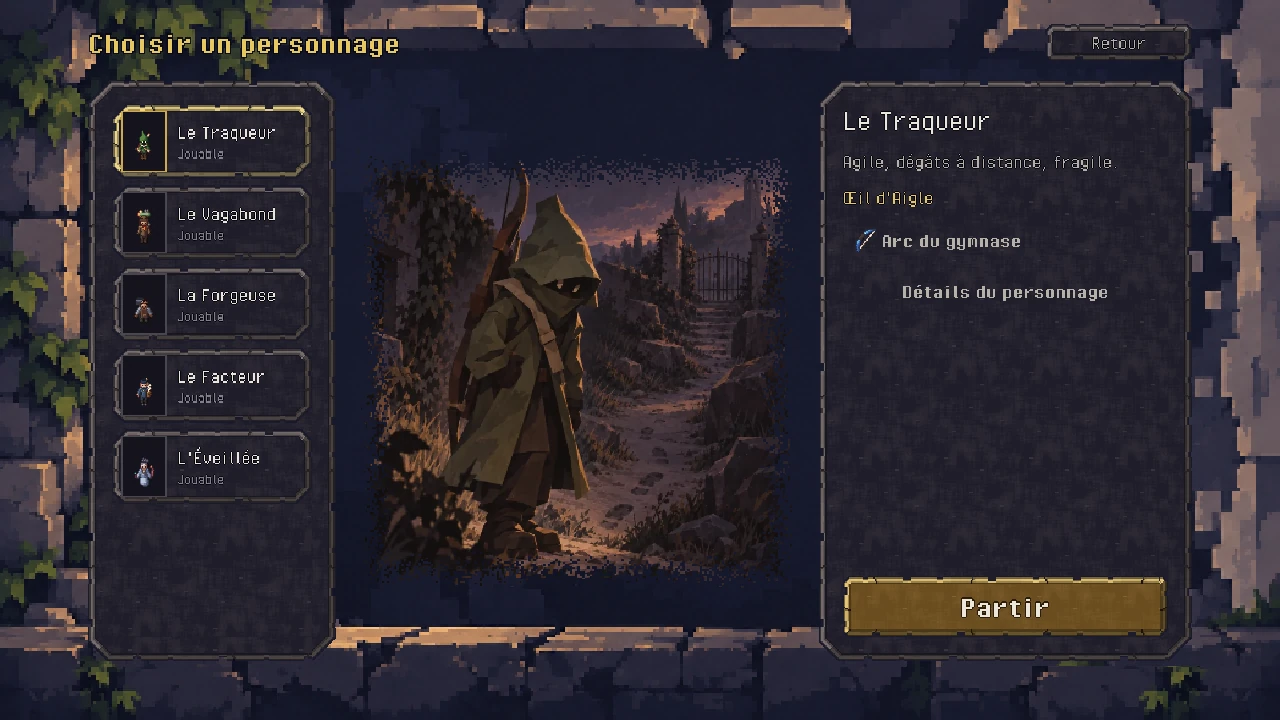 Choisir un personnage
Retour
Le Traqueur
Jouable
Le Vagabond
Jouable
La Forgeuse
Jouable
Le Facteur
Jouable
L'Éveillée
Jouable
Le Traqueur
Agile, dégâts à distance, fragile.
Œil d'Aigle
Arc du gymnase
Détails du personnage
Partir